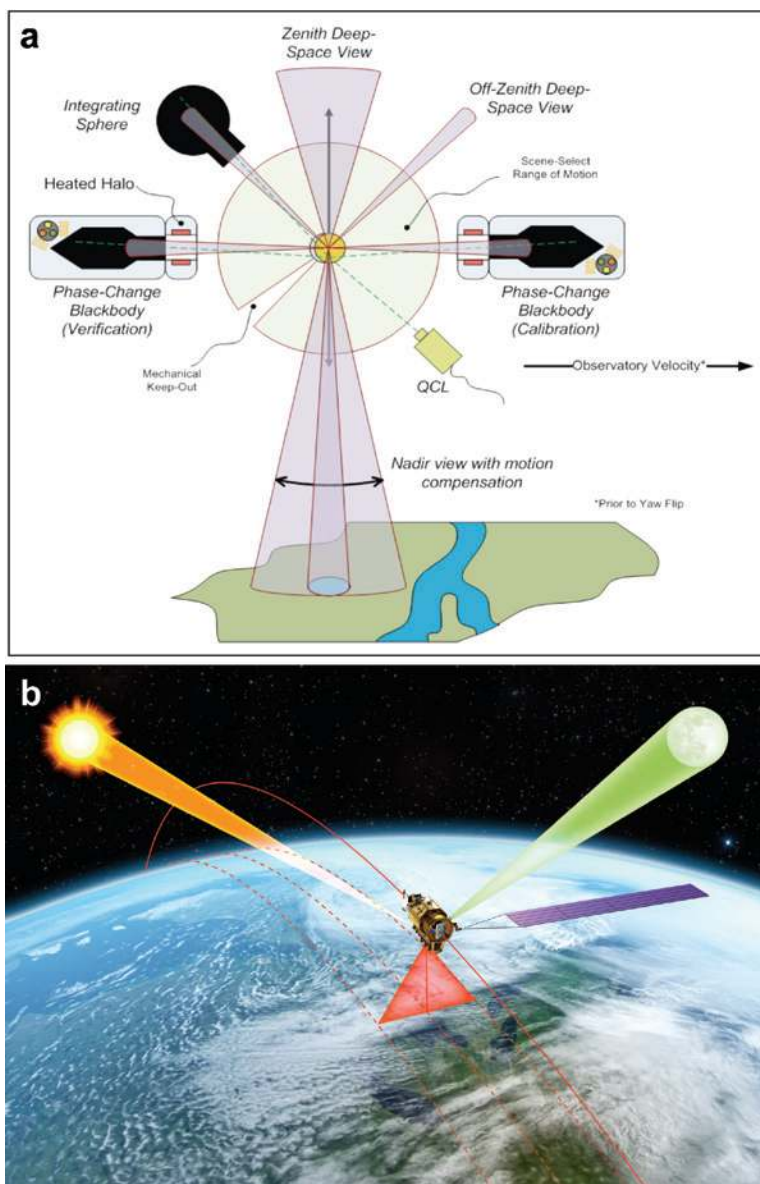 a
Zenith Deep-
Space View
Off-Zenith Deep-
Space View
Integrating
Sphere
Scene-Select
Range of Motion
Heated Halo
Phase-Change
Blackbody
(Verification)
Phase-Change
Blackbody
(Calibration)
Mechanical
Keep-Out
QCL
Observatory Velocity*
Nadir view with motion
compensation
*Prior to Yaw Flip
b